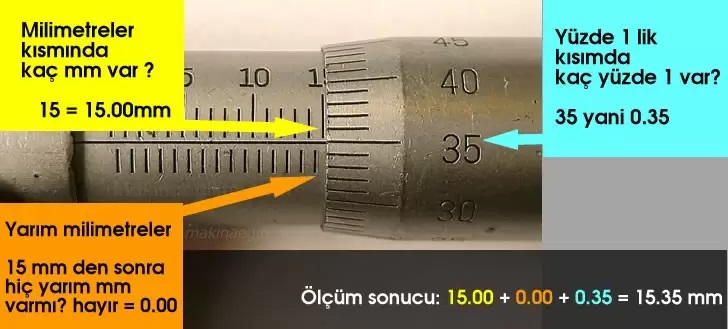 Milimetreler
kısmında
kaç mm var ?
15 = 15.00mm
Yüzde 1 lik
kısımda
kaç yüzde 1 var?
35 yani 0.35
5 10 1
45
40
35
30
Yarım milimetreler
15 mm den sonra
hiç yarım mm
varmı? hayır = 0.00
Ölçüm sonucu: 15.00 + 0.00 + 0.35 = 15.35 mm